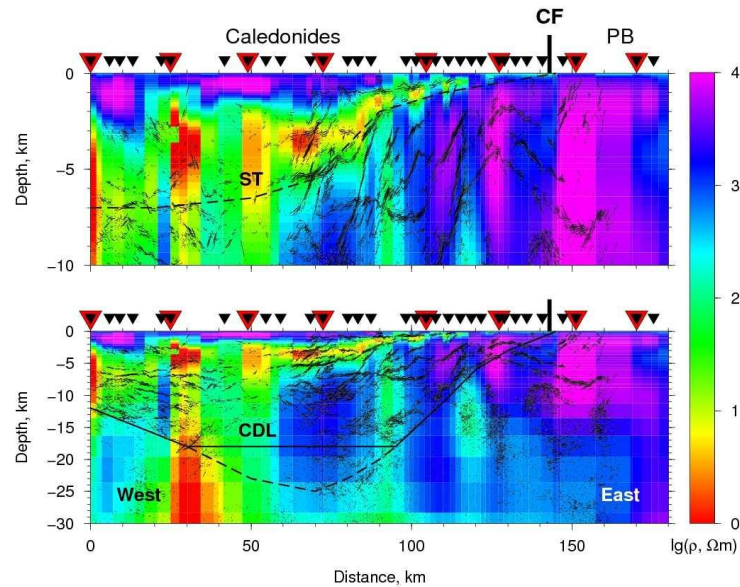 CF
Caledonides PB
0
-5
-10
Depth, km
ST
4
3
2
1
0
0
-5
-10
-15
-20
-25
-30
Depth, km
CDL
West East
0 50 100 150
lg(ρ, Ωm)
Distance, km